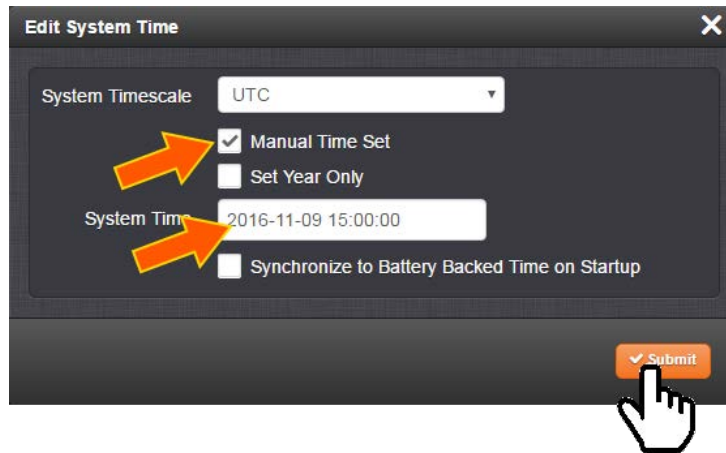 Edit System Time
System Timescale UTC
Manual Time Set
Set Year Only
System Time 2016-11-09 15:00:00
Synchronize to Battery Backed Time on Startup
Submit